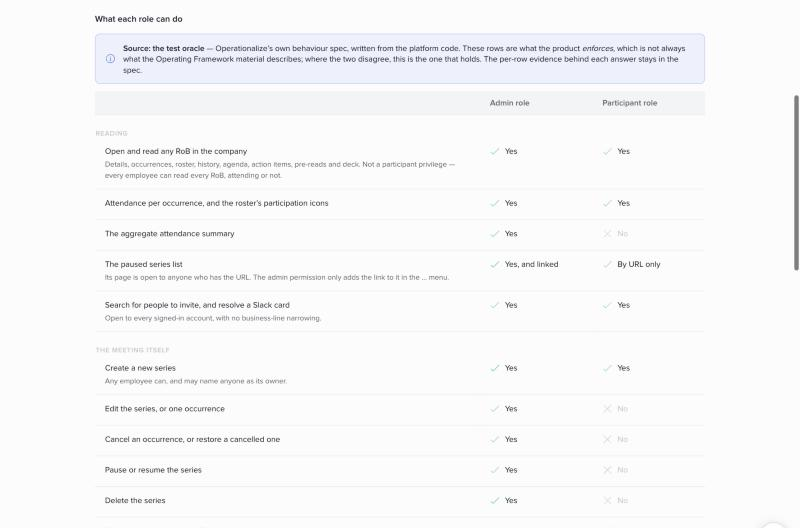 What each role can do
Source: the test oracle — Operationalize's own behaviour spec, written from the platform code. These rows are what the product enforces, which is not always
what the Operating Framework material describes; where the two disagree, this is the one that holds. The per-row evidence behind each answer stays in the
spec.
Admin role Participant role
READING
Open and read any RoB in the company Yes Yes
Details, occurrences, roster, history, agenda, action items, pre-reads and deck. Not a participant privilege —
every employee can read every RoB, attending or not.
Attendance per occurrence, and the roster's participation icons Yes Yes
The aggregate attendance summary Yes No
The paused series list Yes, and linked By URL only
Its page is open to anyone who has the URL. The admin permission only adds the link to it in the ... menu.
Search for people to invite, and resolve a Slack card Yes Yes
Open to every signed-in account, with no business-line narrowing.
THE MEETING ITSELF
Create a new series Yes Yes
Any employee can, and may name anyone as its owner.
Edit the series, or one occurrence Yes No
Cancel an occurrence, or restore a cancelled one Yes No
Pause or resume the series Yes No
Delete the series Yes No